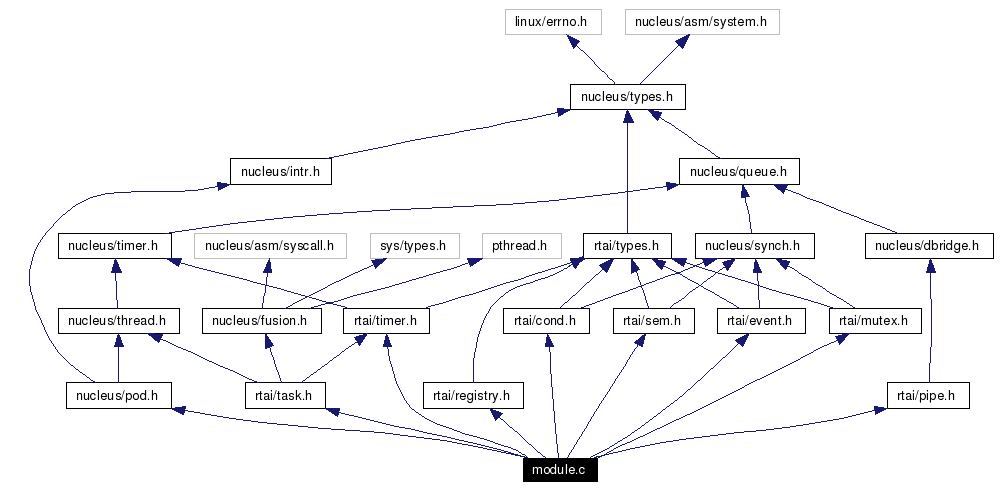 linux/errno.h
nucleus/asm/system.h
nucleus/types.h
nucleus/intr.h
nucleus/queue.h
nucleus/timer.h
nucleus/asm/syscall.h
sys/types.h
pthread.h
rtai/types.h
nucleus/synch.h
nucleus/dbridge.h
nucleus/thread.h
nucleus/fusion.h
rtai/timer.h
rtai/cond.h
rtai/sem.h
rtai/event.h
rtai/mutex.h
nucleus/pod.h
rtai/task.h
rtai/registry.h
rtai/pipe.h
module.c